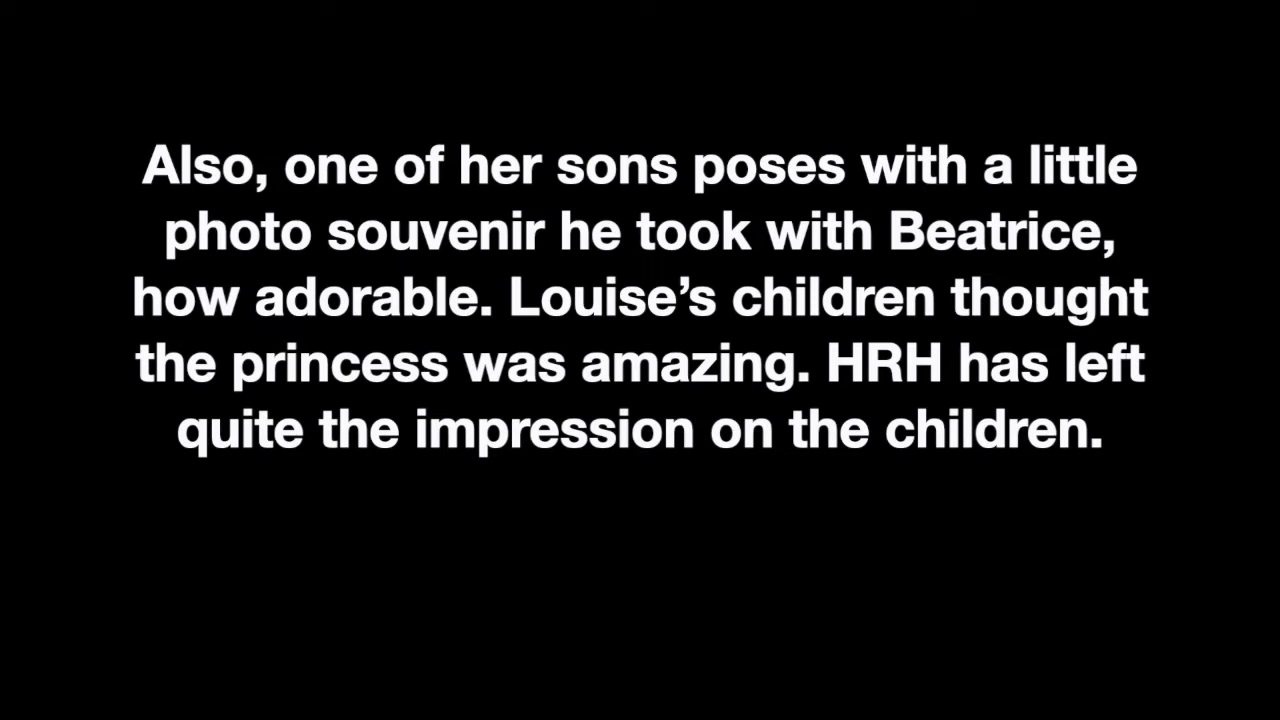 Also, one of her sons poses with a little
photo souvenir he took with Beatrice,
how adorable. Louise’s children thought
the princess was amazing. HRH has left
quite the impression on the children.